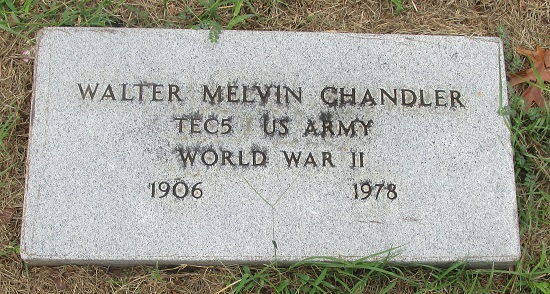 WALTER MELVIN CHANDLER
TEC5 US ARMY
WORLD WAR II
1906 1978